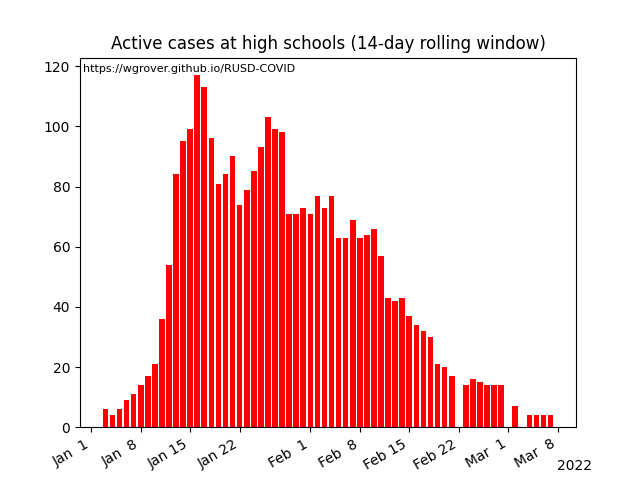 Active cases at high schools (14-day rolling window)
https://wgrover.github.io/RUSD-COVID
120
100
80
60
40
20
0
Jan 1
Jan 8
Jan 15
Jan 22
Feb 1
Feb 8
Feb 15
Feb 22
Mar 1
Mar 8
2022